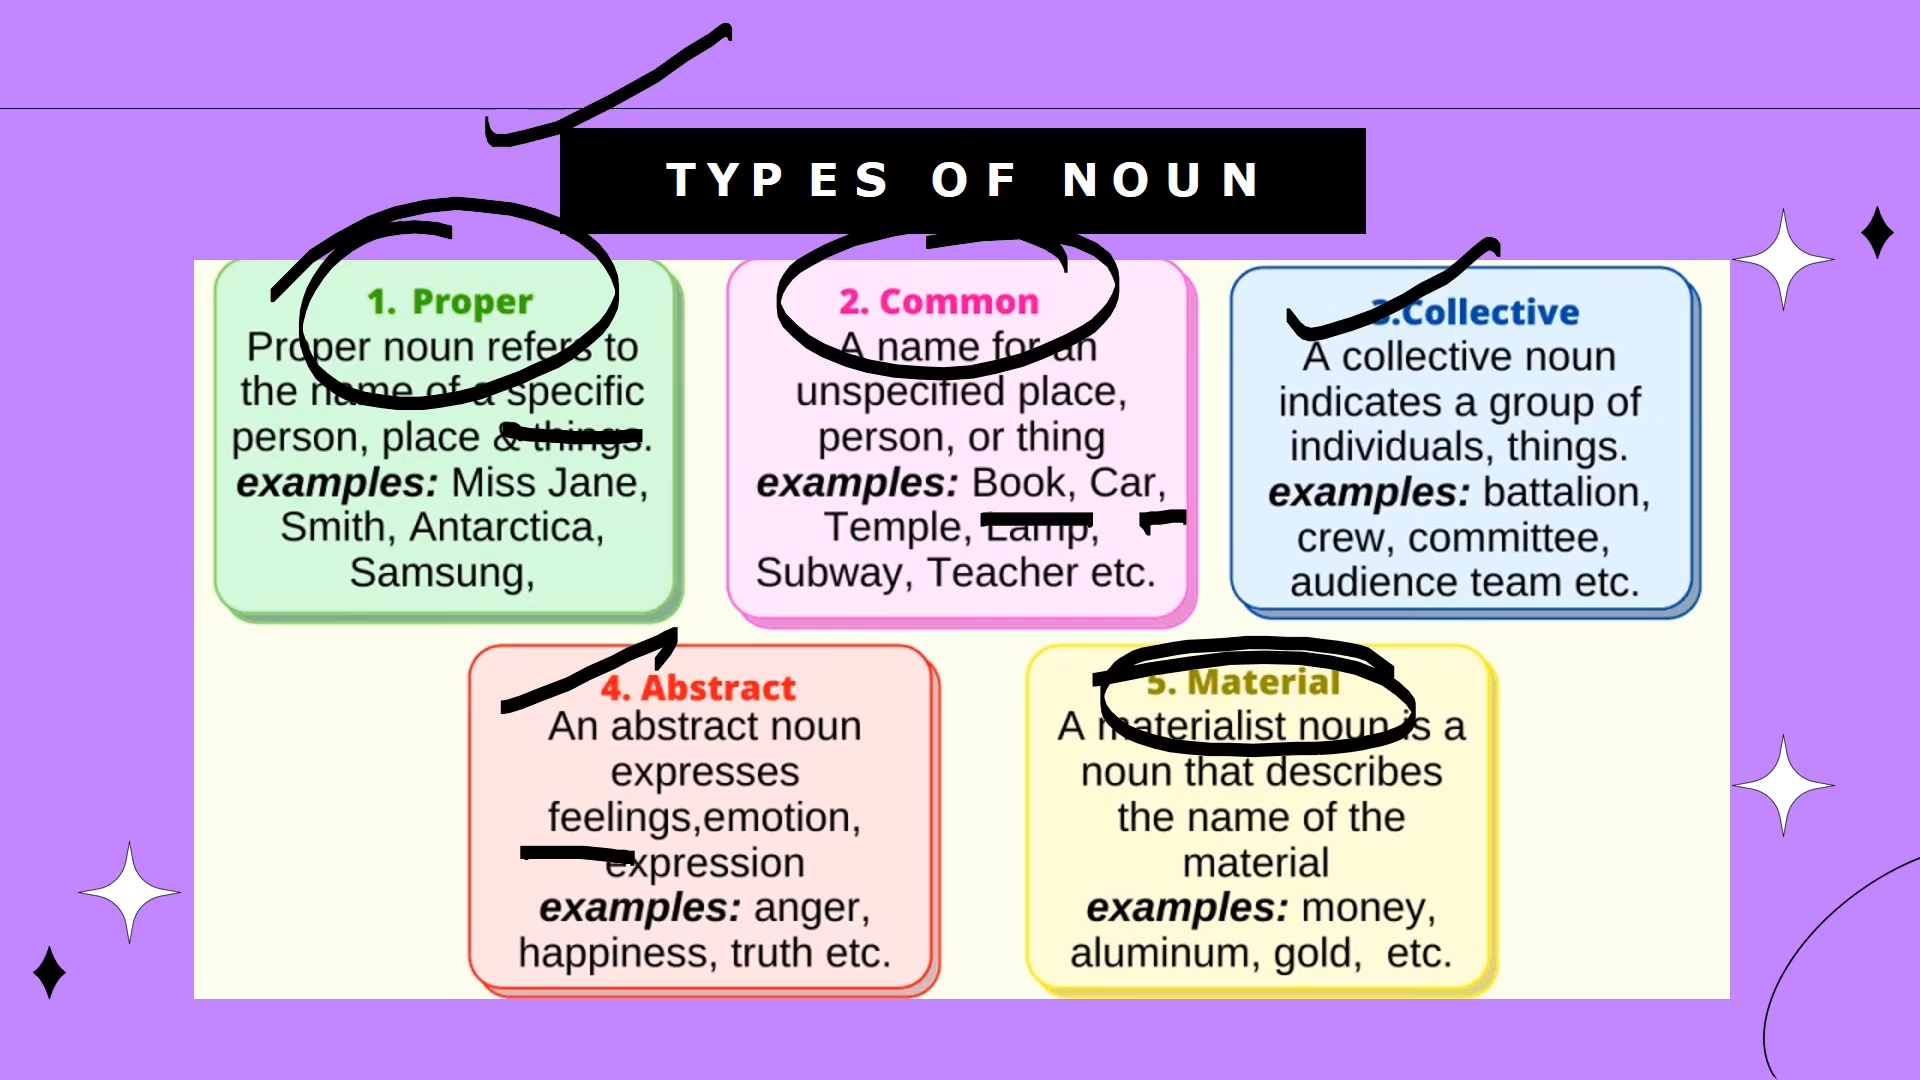 TYPES OF NOUN
1. Proper
Proper noun refers to
the name of a specific
person, place & things.
examples: Miss Jane,
Smith, Antarctica,
Samsung,
2. Common
A name for an
unspecified place,
person, or thing
examples: Book, Car,
Temple, Lamp,
Subway, Teacher etc.
3.Collective
A collective noun
indicates a group of
individuals, things.
examples: battalion,
crew, committee,
audience team etc.
4. Abstract
An abstract noun
expresses
feelings,emotion,
expression
examples: anger,
happiness, truth etc.
5. Material
A materialist noun is a
noun that describes
the name of the
material
examples: money,
aluminum, gold, etc.